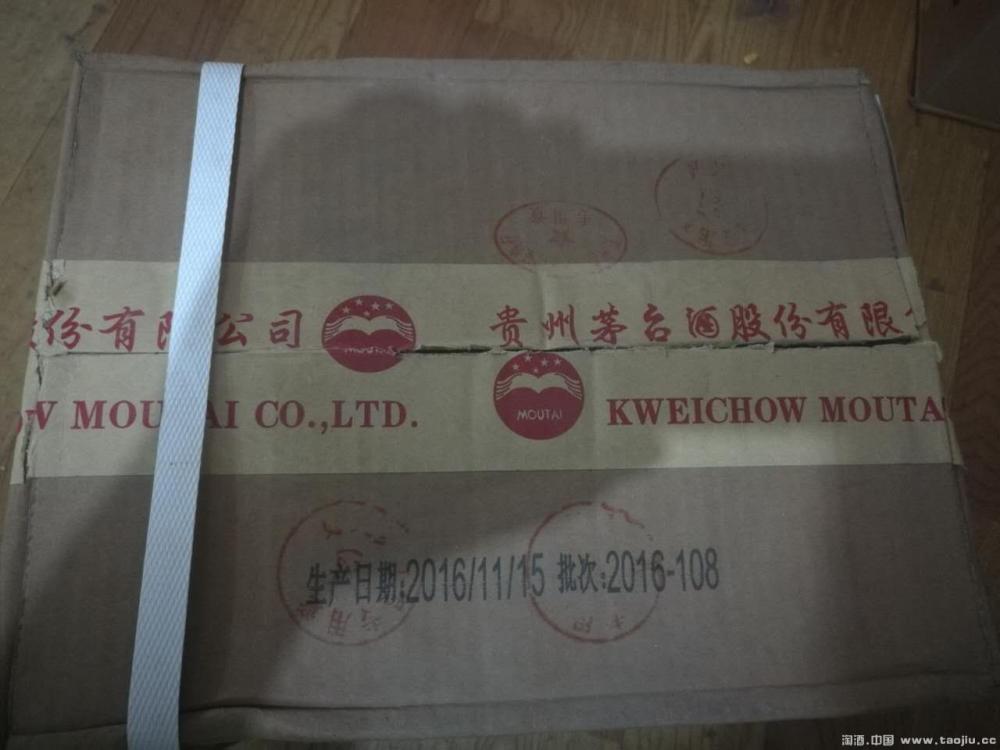 份有限公司 MOUTAI 贵州茅台酒股份有限
W MOUTAI CO.,LTD. MOUTAI KWEICHOW MOUTA
生产日期:2016/11/15 批次:2016-108
淘酒.中国 www.taojiu.cc